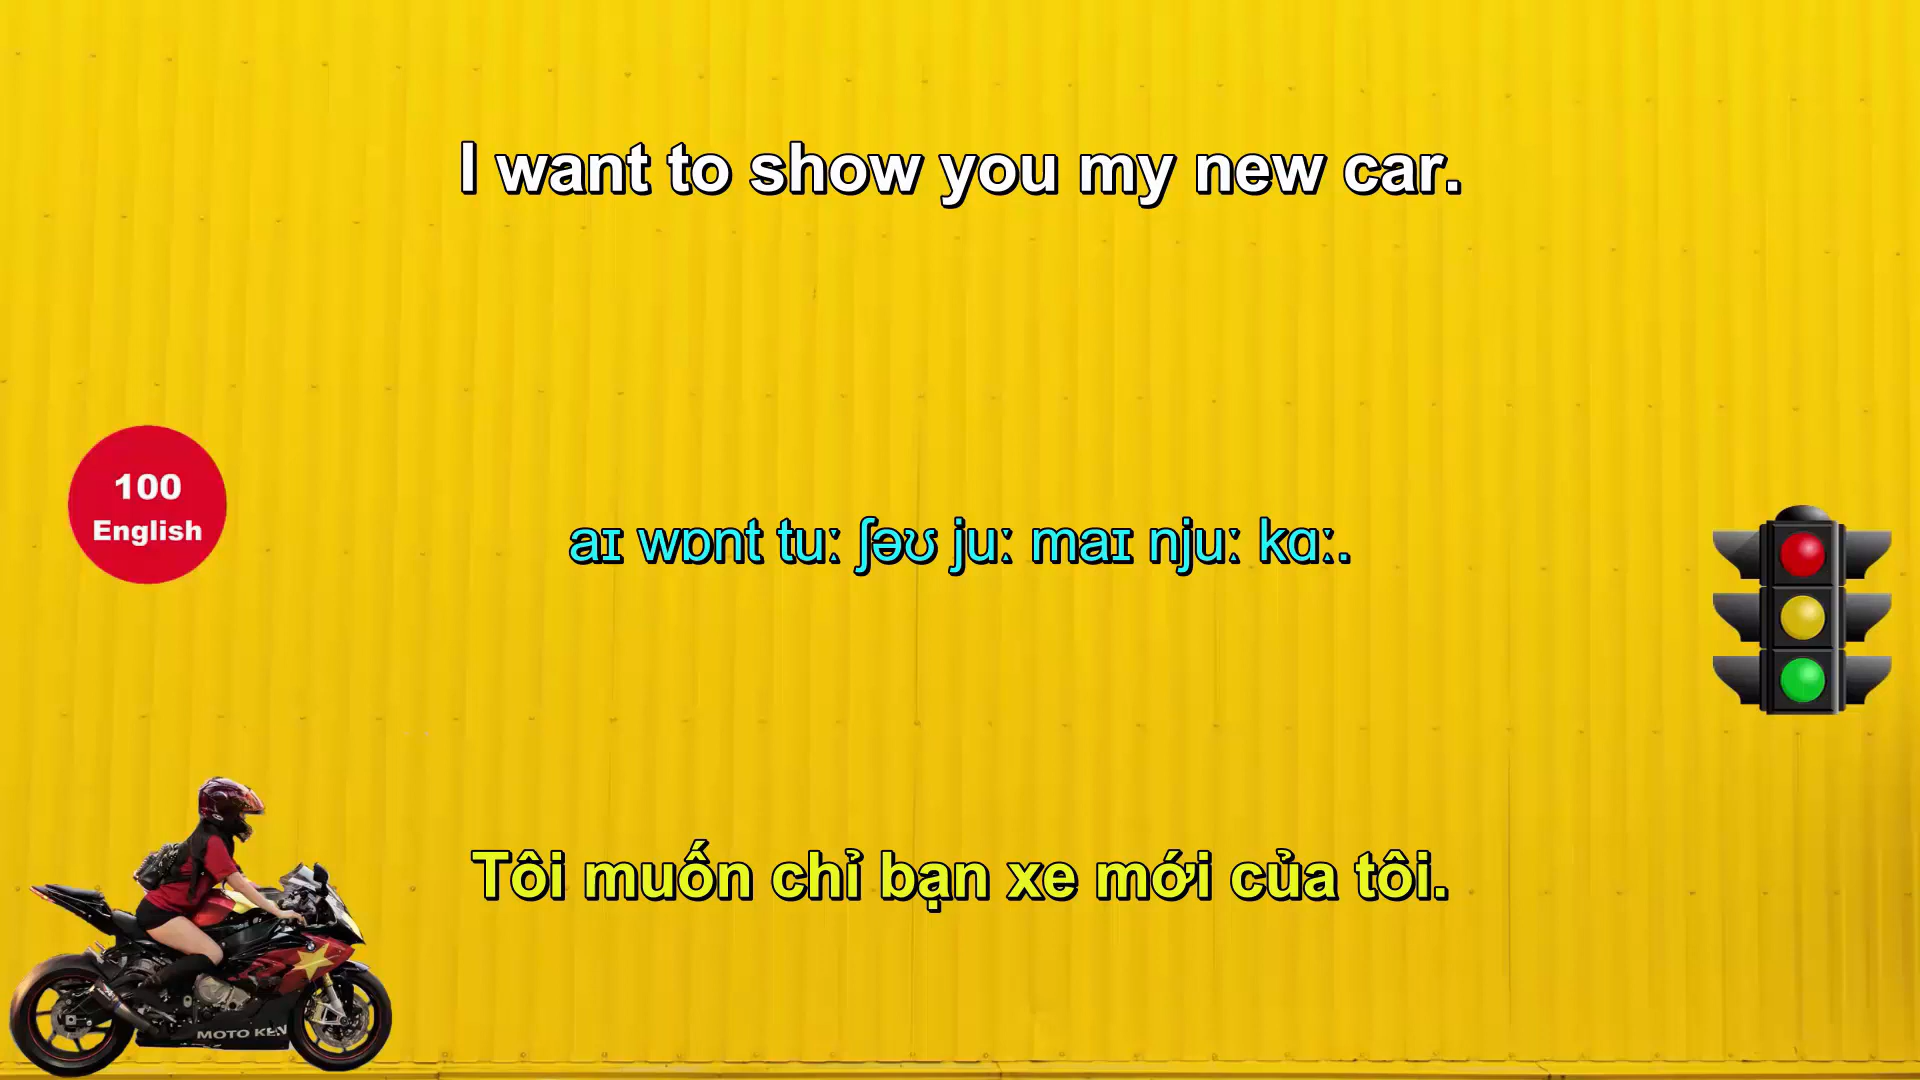 I want to show you my new car.
100
English
aɪ wɒnt tuː ʃəʊ juː maɪ njuː kɑː.
Tôi muốn chỉ bạn xe mới của tôi.
MOTO KEN